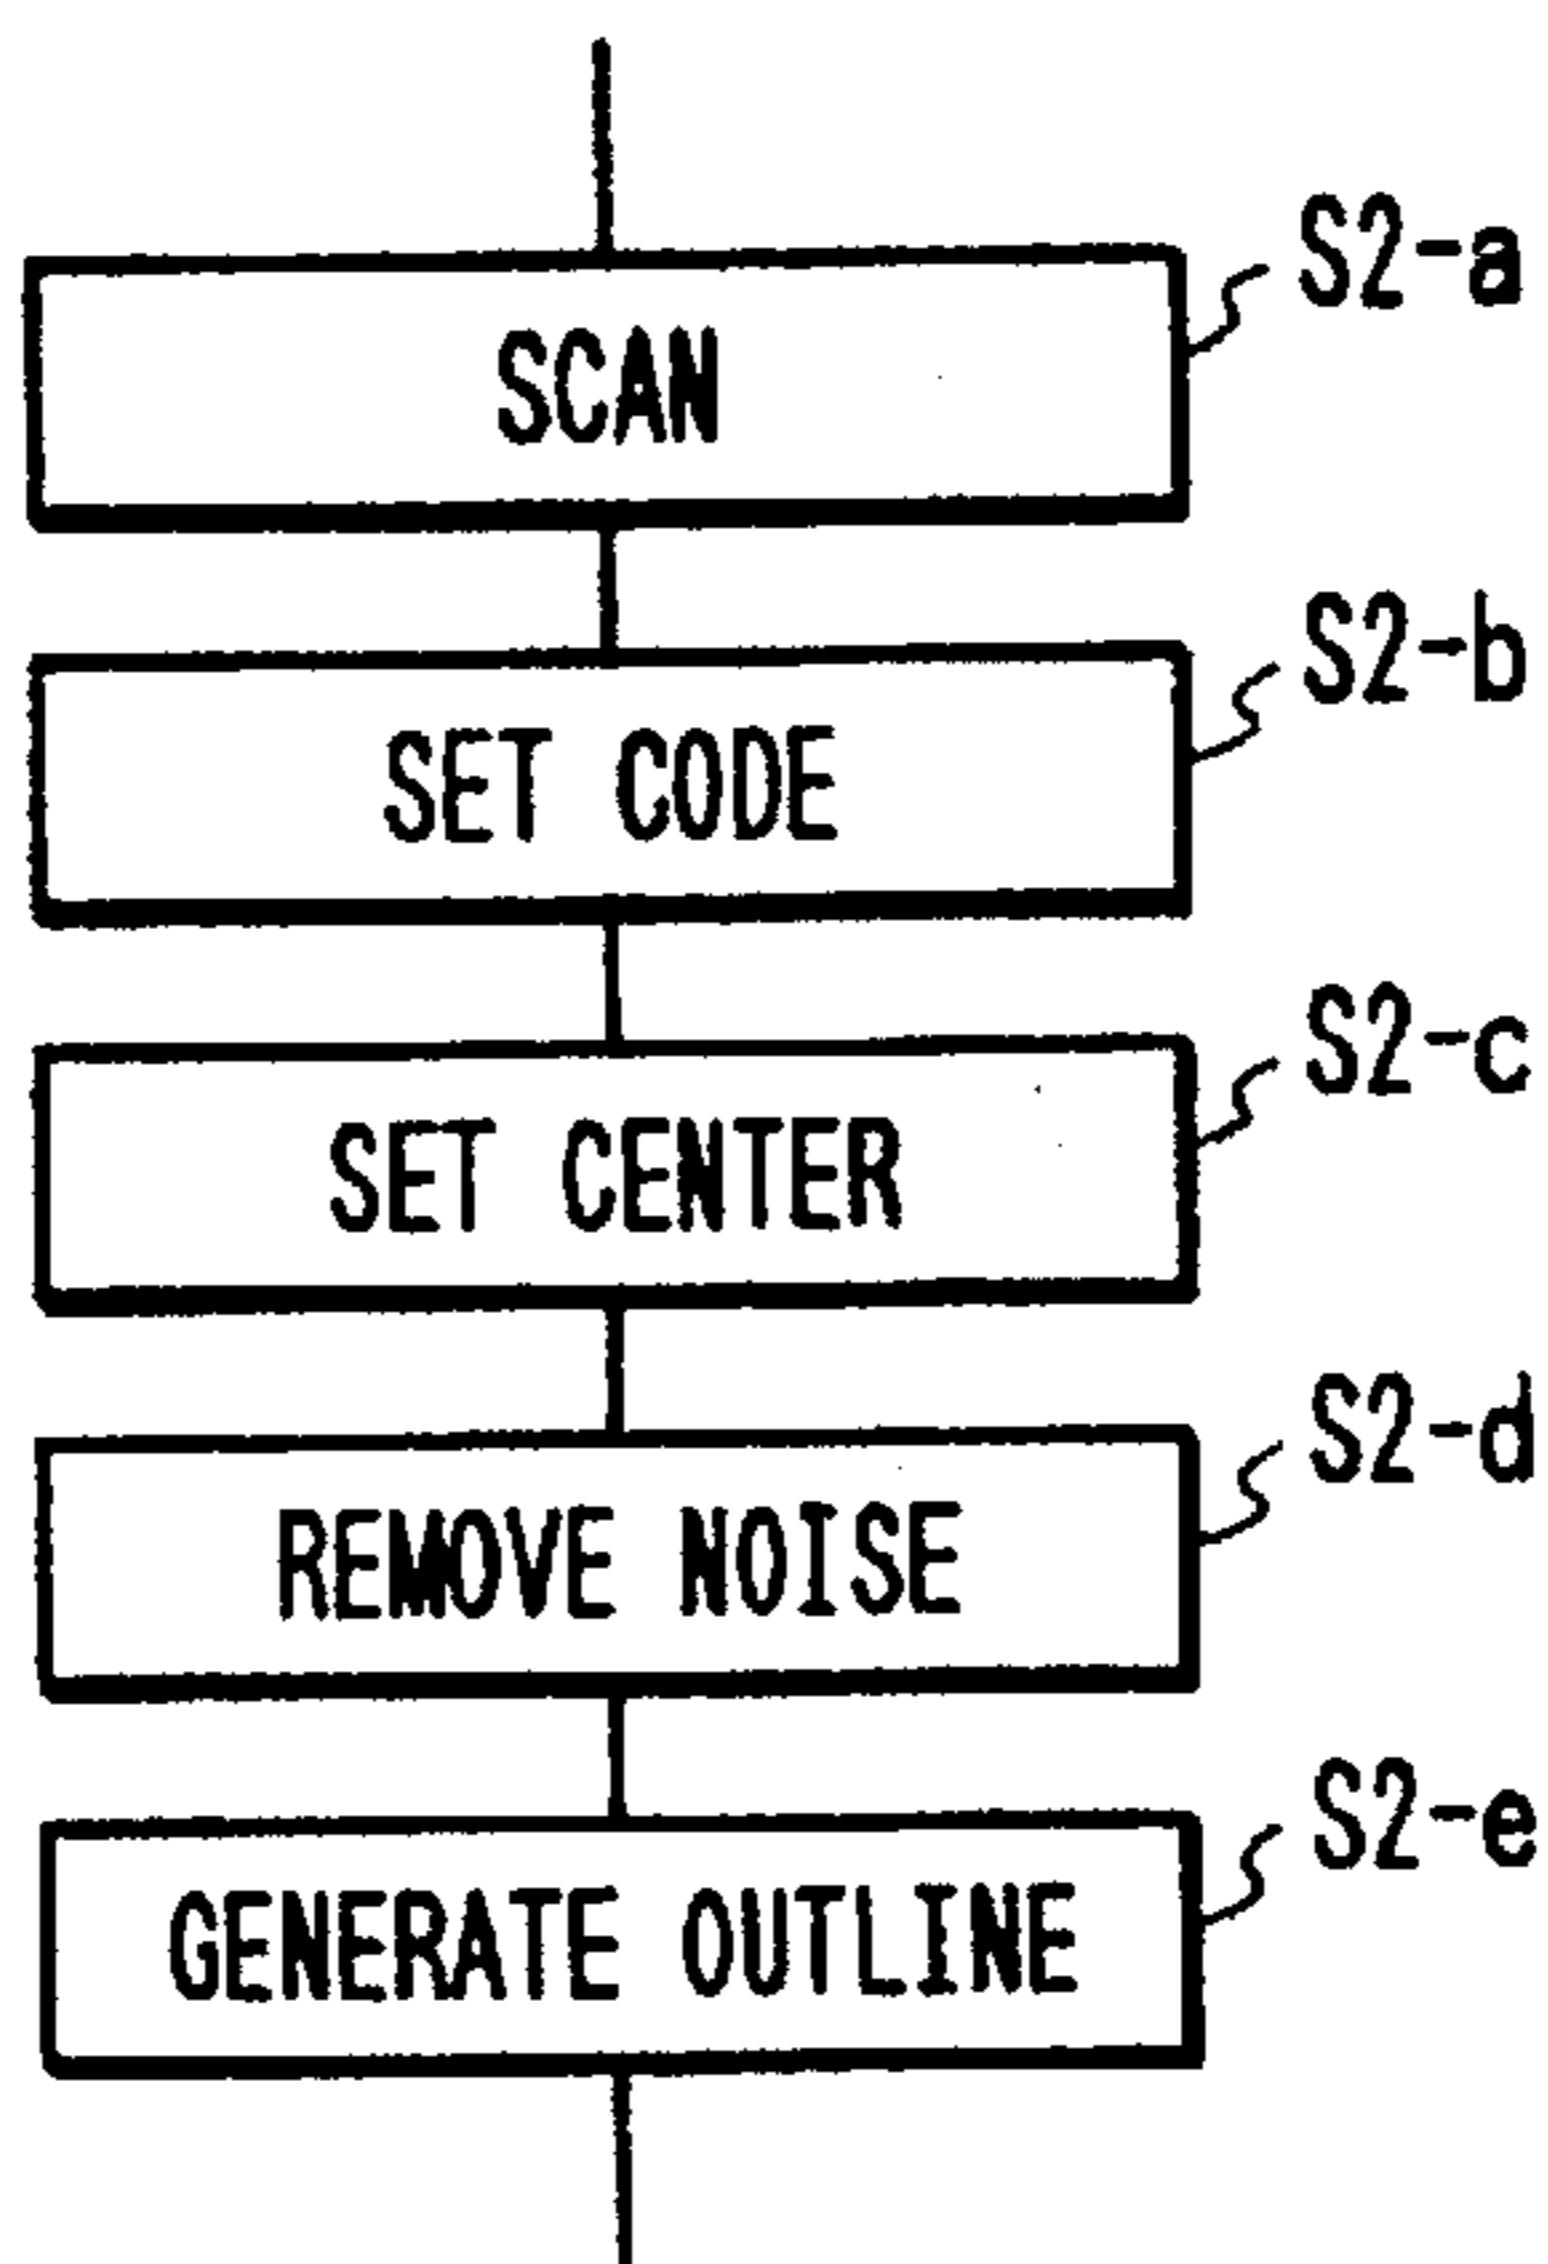 S2-a
SCAN
S2-b
SET CODE
S2-c
SET CENTER
S2-d
REMOVE NOISE
S2-e
GENERATE OUTLINE